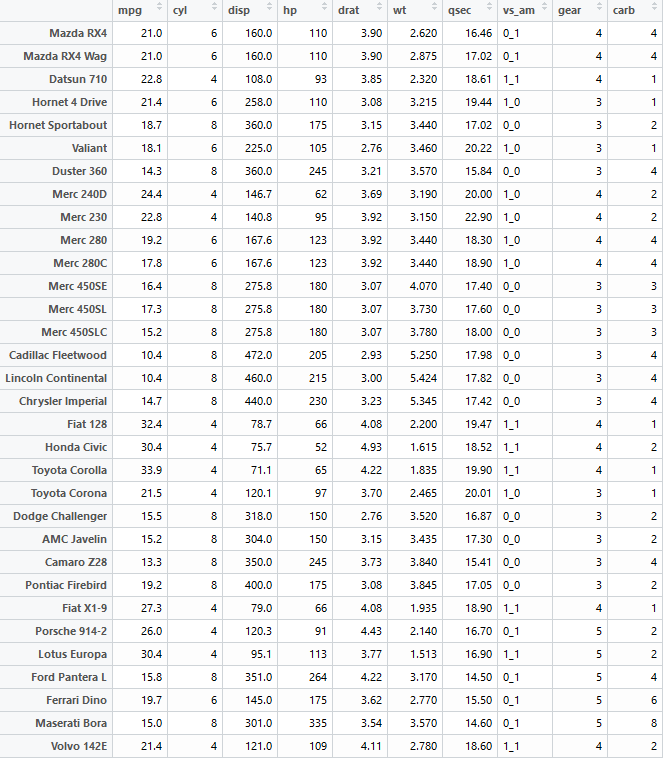 mpg cyl disp hp drat wt qsec vs_am gear carb
Mazda RX4 21.0 6 160.0 110 3.90 2.620 16.46 0_1 4 4
Mazda RX4 Wag 21.0 6 160.0 110 3.90 2.875 17.02 0_1 4 4
Datsun 710 22.8 4 108.0 93 3.85 2.320 18.61 1_1 4 1
Hornet 4 Drive 21.4 6 258.0 110 3.08 3.215 19.44 1_0 3 1
Hornet Sportabout 18.7 8 360.0 175 3.15 3.440 17.02 0_0 3 2
Valiant 18.1 6 225.0 105 2.76 3.460 20.22 1_0 3 1
Duster 360 14.3 8 360.0 245 3.21 3.570 15.84 0_0 3 4
Merc 240D 24.4 4 146.7 62 3.69 3.190 20.00 1_0 4 2
Merc 230 22.8 4 140.8 95 3.92 3.150 22.90 1_0 4 2
Merc 280 19.2 6 167.6 123 3.92 3.440 18.30 1_0 4 4
Merc 280C 17.8 6 167.6 123 3.92 3.440 18.90 1_0 4 4
Merc 450SE 16.4 8 275.8 180 3.07 4.070 17.40 0_0 3 3
Merc 450SL 17.3 8 275.8 180 3.07 3.730 17.60 0_0 3 3
Merc 450SLC 15.2 8 275.8 180 3.07 3.780 18.00 0_0 3 3
Cadillac Fleetwood 10.4 8 472.0 205 2.93 5.250 17.98 0_0 3 4
Lincoln Continental 10.4 8 460.0 215 3.00 5.424 17.82 0_0 3 4
Chrysler Imperial 14.7 8 440.0 230 3.23 5.345 17.42 0_0 3 4
Fiat 128 32.4 4 78.7 66 4.08 2.200 19.47 1_1 4 1
Honda Civic 30.4 4 75.7 52 4.93 1.615 18.52 1_1 4 2
Toyota Corolla 33.9 4 71.1 65 4.22 1.835 19.90 1_1 4 1
Toyota Corona 21.5 4 120.1 97 3.70 2.465 20.01 1_0 3 1
Dodge Challenger 15.5 8 318.0 150 2.76 3.520 16.87 0_0 3 2
AMC Javelin 15.2 8 304.0 150 3.15 3.435 17.30 0_0 3 2
Camaro Z28 13.3 8 350.0 245 3.73 3.840 15.41 0_0 3 4
Pontiac Firebird 19.2 8 400.0 175 3.08 3.845 17.05 0_0 3 2
Fiat X1-9 27.3 4 79.0 66 4.08 1.935 18.90 1_1 4 1
Porsche 914-2 26.0 4 120.3 91 4.43 2.140 16.70 0_1 5 2
Lotus Europa 30.4 4 95.1 113 3.77 1.513 16.90 1_1 5 2
Ford Pantera L 15.8 8 351.0 264 4.22 3.170 14.50 0_1 5 4
Ferrari Dino 19.7 6 145.0 175 3.62 2.770 15.50 0_1 5 6
Maserati Bora 15.0 8 301.0 335 3.54 3.570 14.60 0_1 5 8
Volvo 142E 21.4 4 121.0 109 4.11 2.780 18.60 1_1 4 2